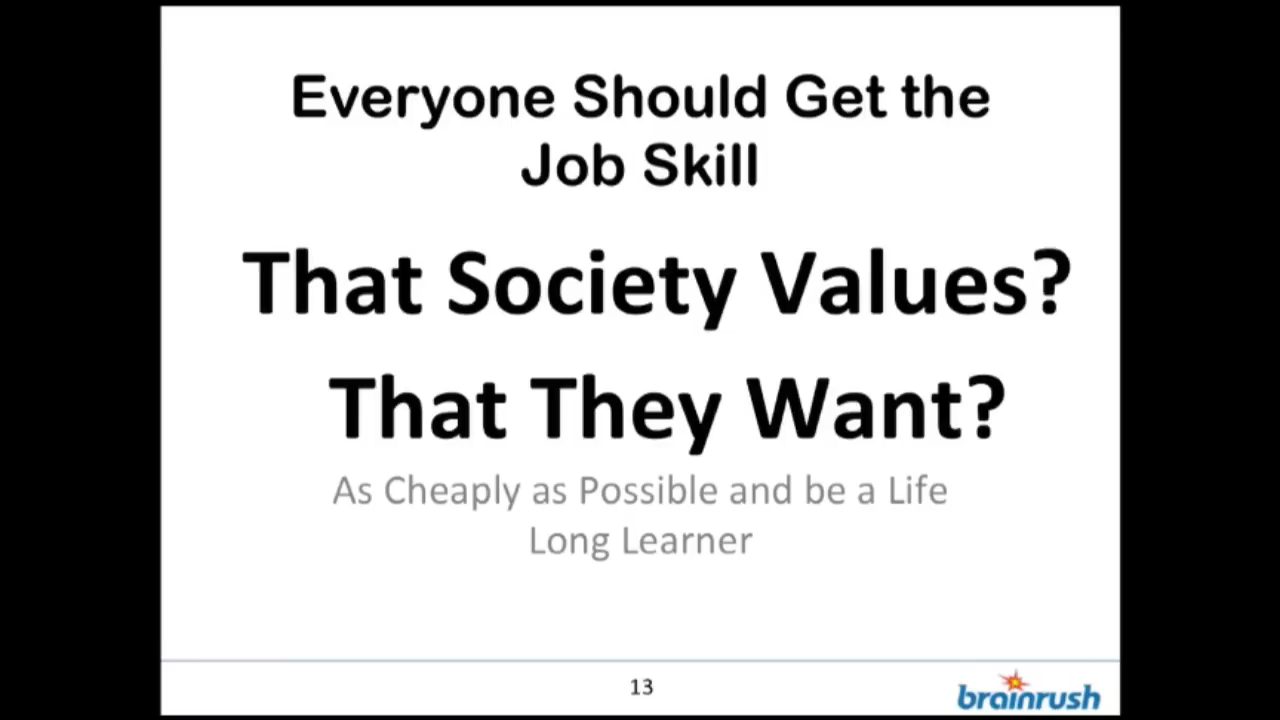 Everyone Should Get the
Job Skill
That Society Values?
That They Want?
As Cheaply as Possible and be a Life
Long Learner
13
brainrush